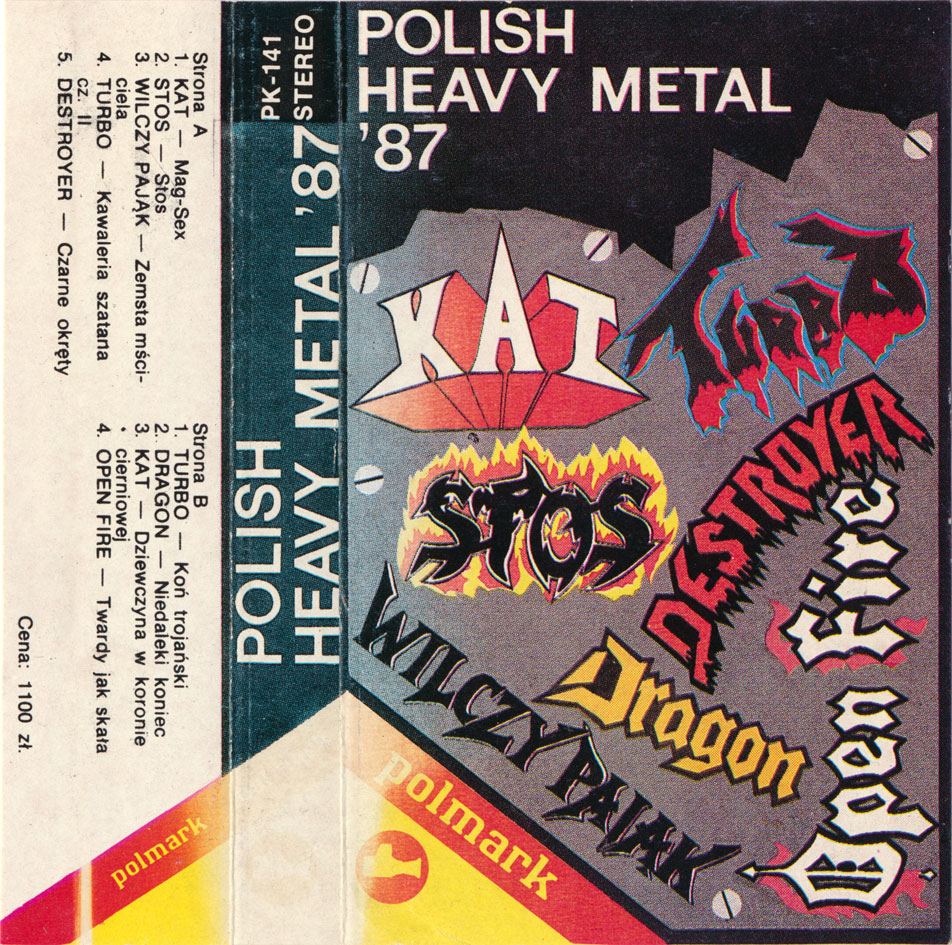 Strona A
1. KAT — Mag-Sex
2. STOS — Stos
3. WILCZY PAJĄK — Zemsta mści-
ciela
4. TURBO — Kawaleria szatana
cz. II
5. DESTROYER — Czarne okręty
Strona B
1. TURBO — Koń trojański
2. DRAGON — Niedaleki koniec
3. KAT — Dziewczyna w koronie
cierniowej
4. OPEN FIRE — Twardy jak skała
Cena: 1100 zł.
polmark
PK-141
STEREO
POLISH
HEAVY METAL '87
POLISH
HEAVY METAL
'87
KAT
TURBO
STOS
DESTROYER
Open Fire
Dragon
WILCZY PAJĄK
polmark